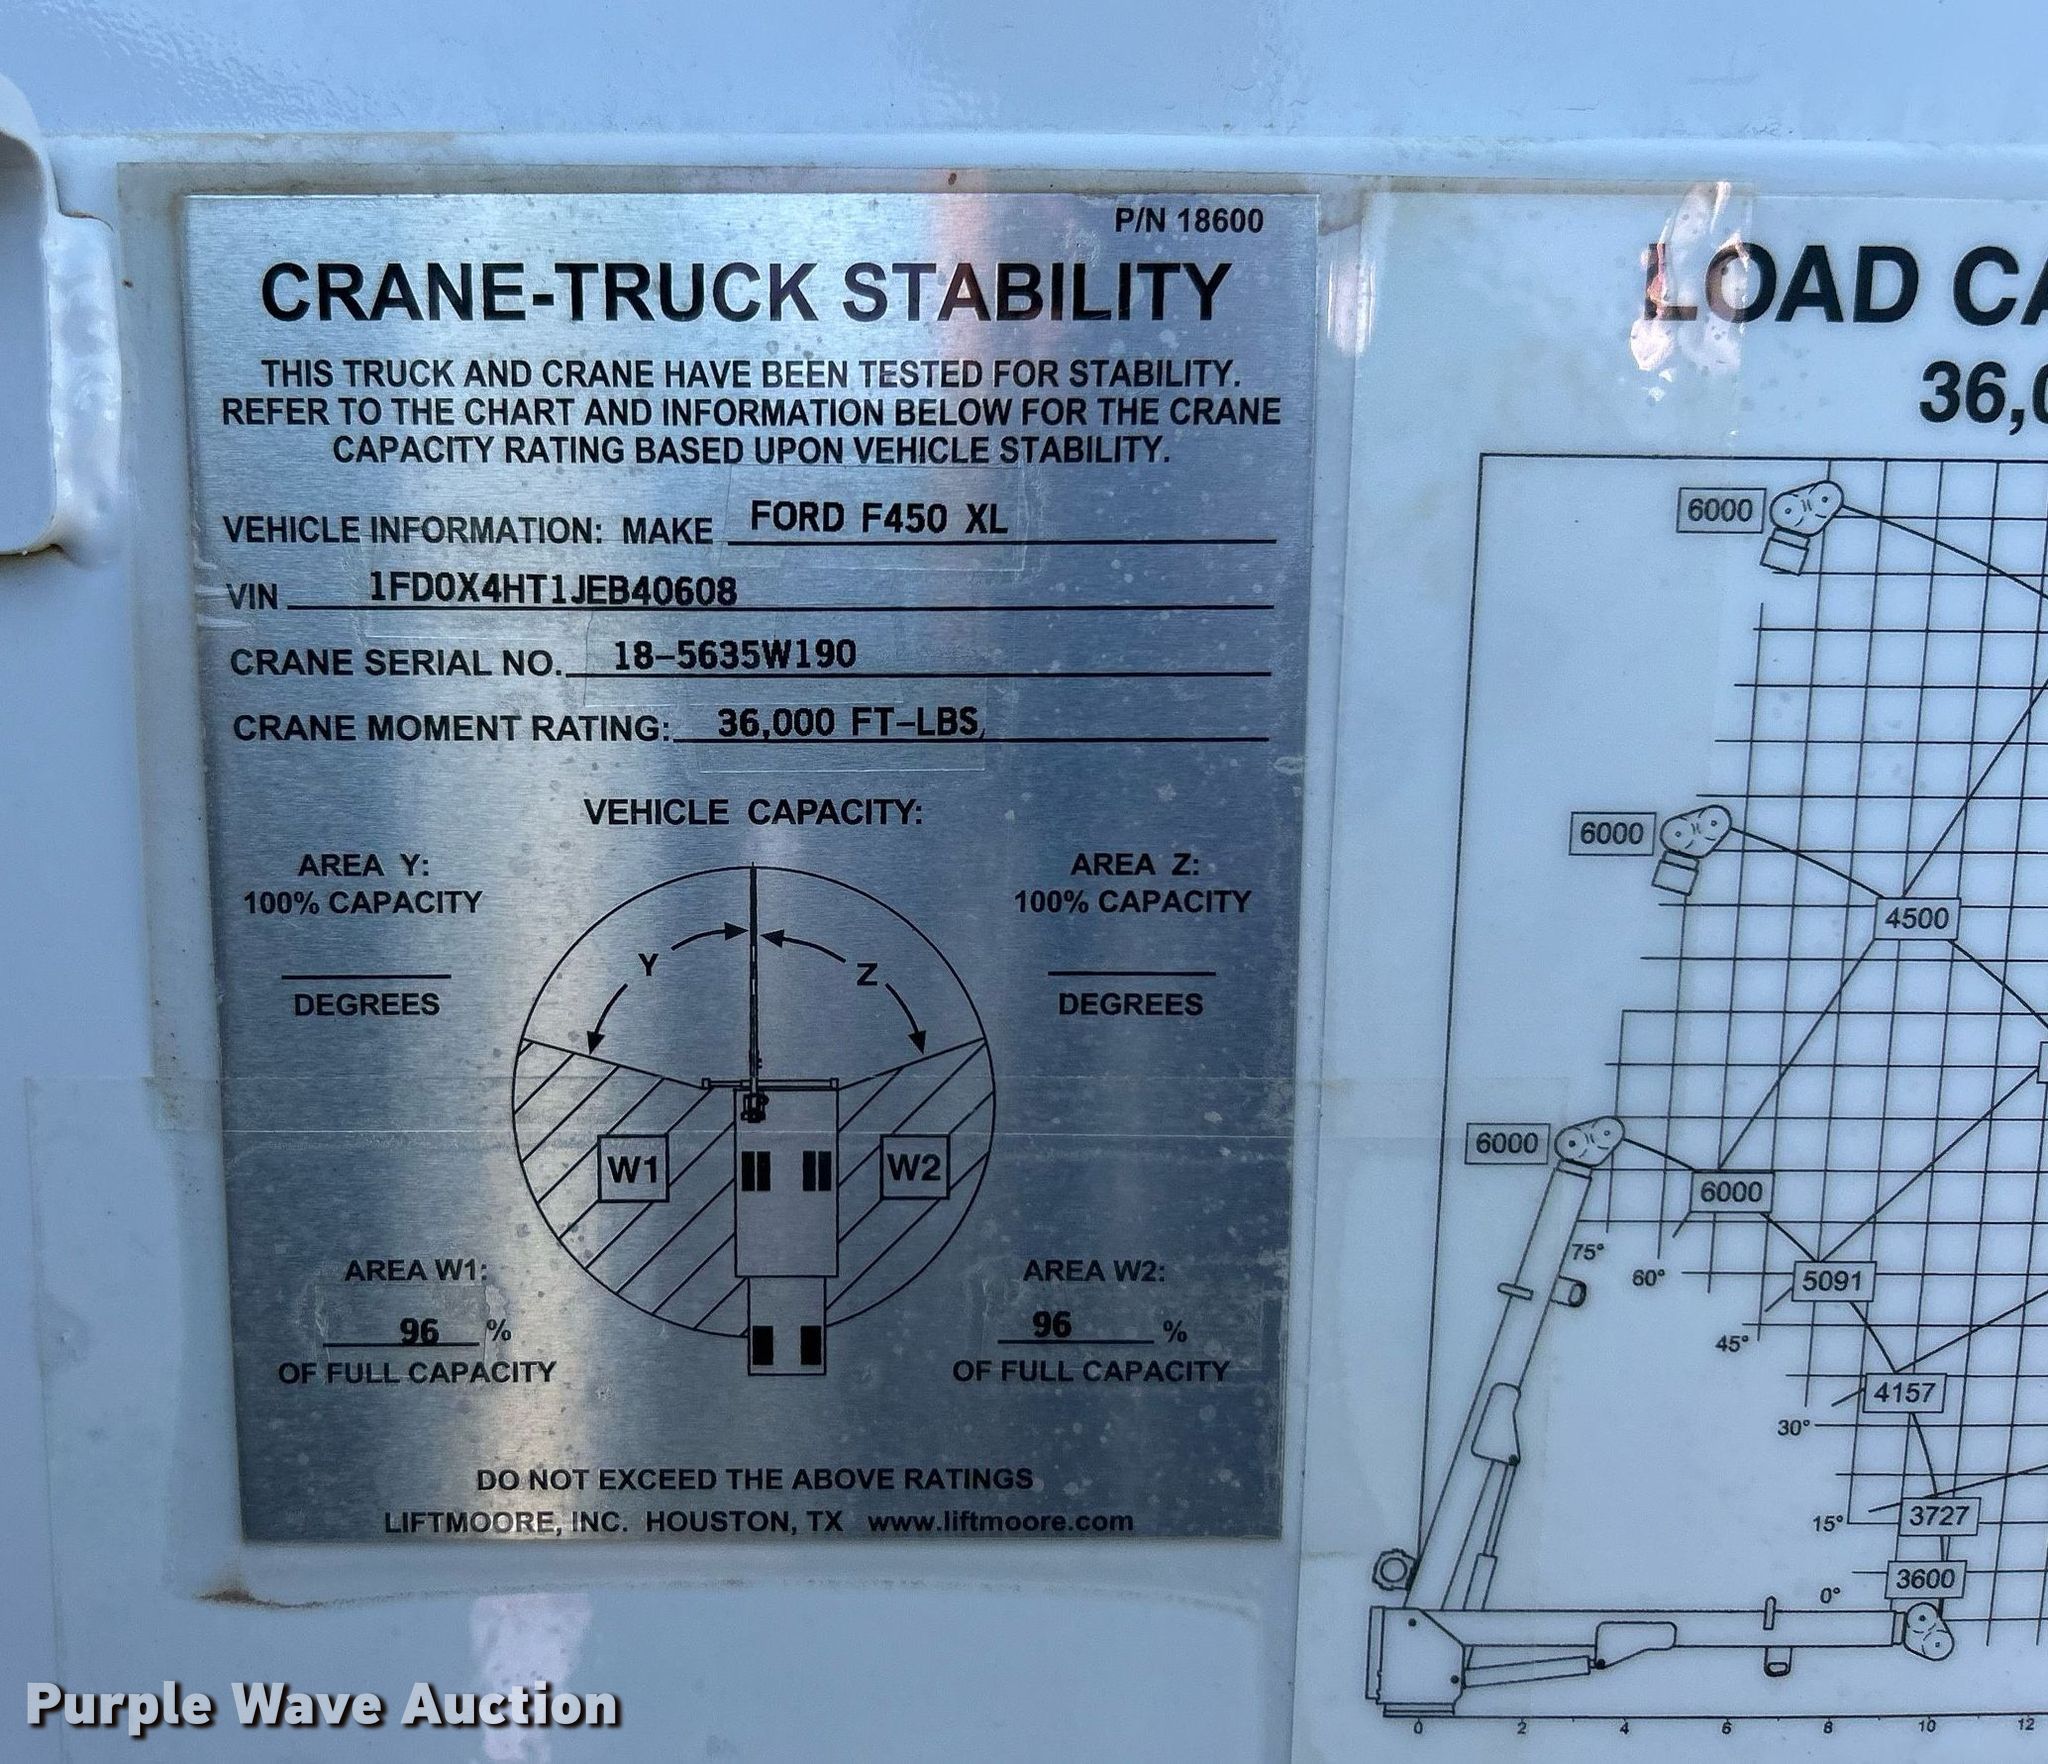 P/N 18600
CRANE-TRUCK STABILITY
THIS TRUCK AND CRANE HAVE BEEN TESTED FOR STABILITY.
REFER TO THE CHART AND INFORMATION BELOW FOR THE CRANE
CAPACITY RATING BASED UPON VEHICLE STABILITY.
VEHICLE INFORMATION: MAKE FORD F450 XL
VIN 1FD0X4HT1JEB40608
CRANE SERIAL NO. 18-5635W190
CRANE MOMENT RATING: 36,000 FT-LBS,
VEHICLE CAPACITY:
AREA Y:
100% CAPACITY
DEGREES
AREA Z:
100% CAPACITY
DEGREES
Y
Z
W1
W2
AREA W1:
96 %
OF FULL CAPACITY
AREA W2:
96 %
OF FULL CAPACITY
DO NOT EXCEED THE ABOVE RATINGS
LIFTMOORE, INC. HOUSTON, TX www.liftmoore.com
LOAD
6000
6000
4500
6000
6000
75°
60°
5091
45°
4157
30°
3727
15°
3600
0°
0 2 4 6 8 10 12
Purple Wave Auction